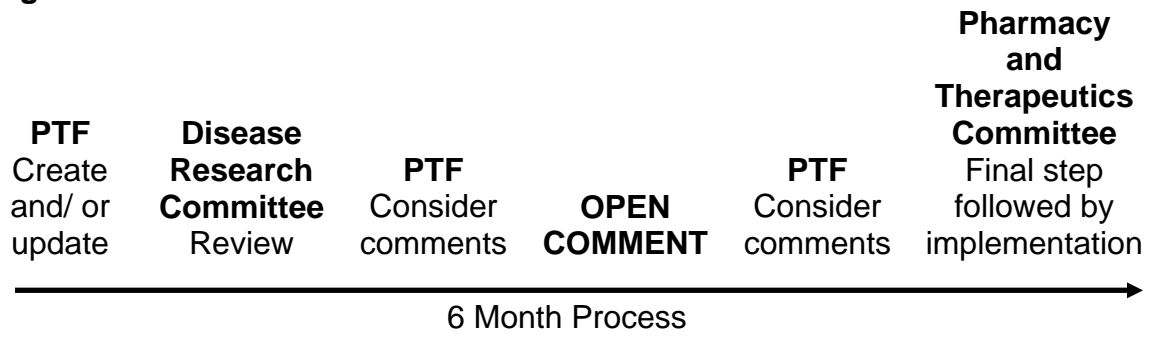 PTF
Create
and/ or
update
Disease
Research
Committee
Review
PTF
Consider
comments
OPEN
COMMENT
PTF
Consider
comments
Pharmacy
and
Therapeutics
Committee
Final step
followed by
implementation
6 Month Process